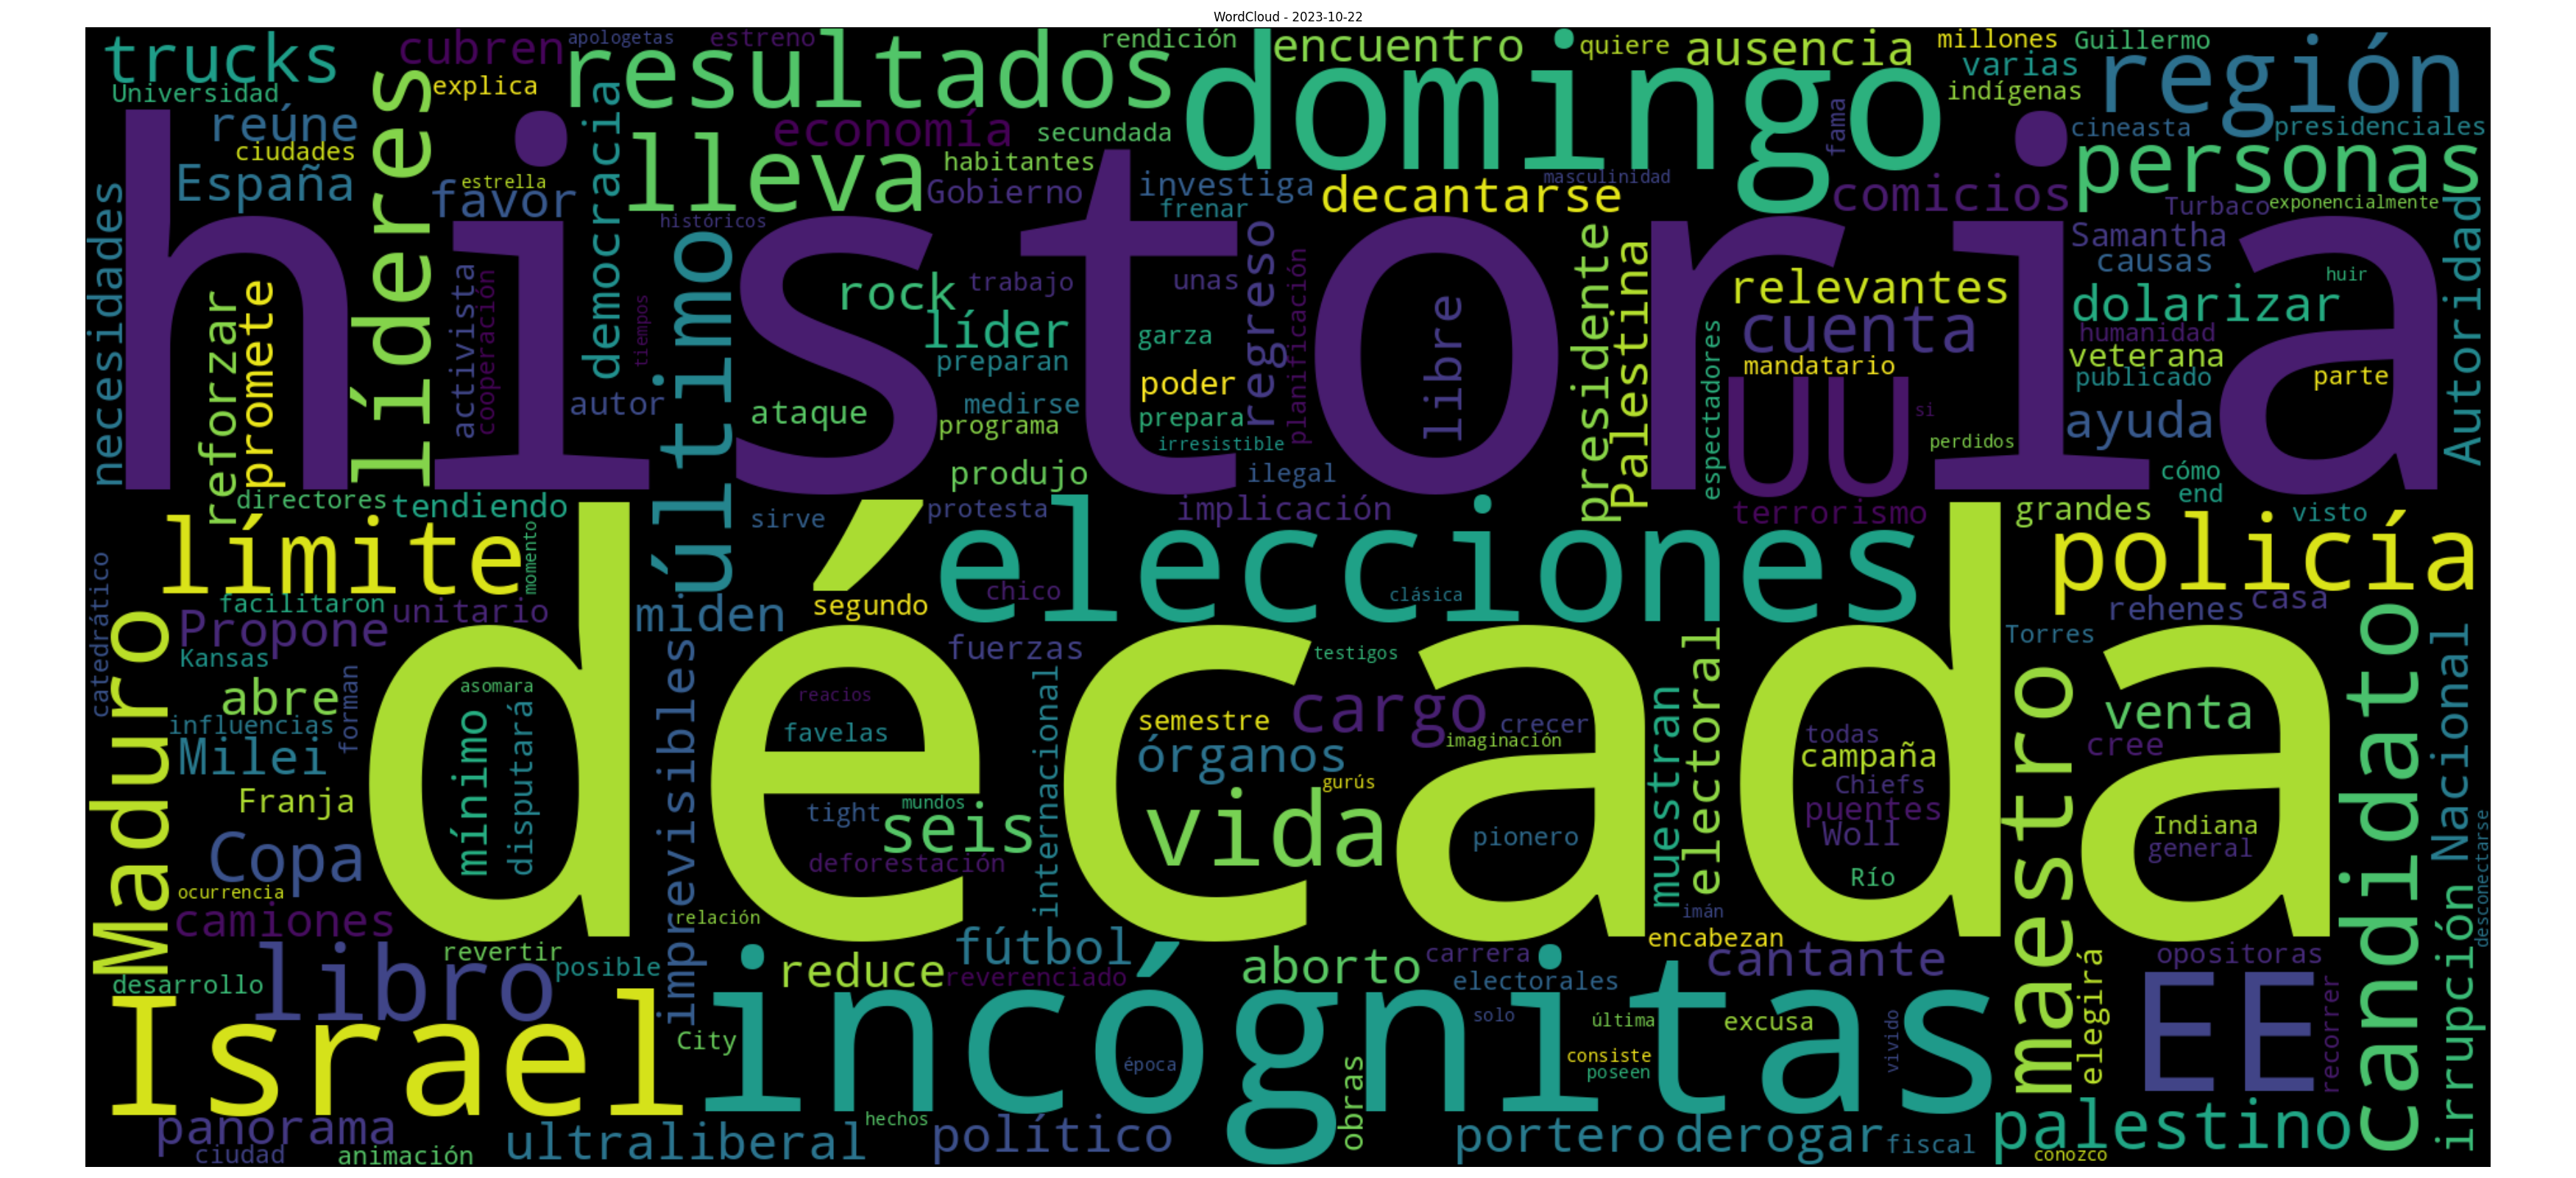 WordCloud - 2023-10-22
trucks
cubren
apologetas
estreno
resultados
rendición
encuentro
quiere
ausencia
millones
Guillermo
varias
región
Universidad
explica
indígenas
reúne
líderes
democracia
economía
secundada
domingo
fama
cineasta
presidenciales
ciudades
lleva
habitantes
personas
España
estrella
favor
Gobierno
investiga
masculinidad
decantarse
comicios
frenar
históricos
Turbaco
exponencialmente
necesidades
historia
último
Samantha
Autoridad
causas
activista
cooperación
rock
trabajo
unas
regreso
planificación
presidente
Palestina
relevantes
huir
dolarizar
reforzar
promete
tiempos
líder
garza
libre
cuenta
humanidad
preparan
espectadores
mandatario
veterana
poder
publicado
parte
autor
ataque
medirse
prepara
UU
si
ayuda
programa
irresistible
perdidos
produjo
ilegal
cómo
directores
tendiendo
end
sirve
protesta
implicación
terrorismo
grandes
visto
límite
momento
elecciones
policía
catedrático
facilitaron
unitario
miden
segundo
chico
clásica
rehenes
casa
Maduro
Propone
fuerzas
testigos
Torres
candidato
Kansas
década
abre
asomara
reacios
internacional
electoral
maestro
Nacional
influencias
forman
mínimo
disputará
imprevisibles
favelas
semestre
cargo
crecer
muestran
todas
venta
Milei
órganos
imaginación
campaña
cree
Franja
gurús
Chiefs
mundos
tight
vida
puentes
Indiana
seis
pionero
Woll
general
Copa
deforestación
Río
desconectarse
ocurrencia
camiones
relación
imán
encabezan
revertir
fútbol
aborto
carrera
cantante
opositoras
irrupción
libro
posible
reduce
reverenciado
electorales
desarrollo
EE
recorrer
elegirá
Israel
City
incógnitas
solo
última
excusa
vivido
época
consiste
poseen
obras
panorama
hechos
palestino
ciudad
animación
ultraliberal
político
portero
derogar
fiscal
conozco